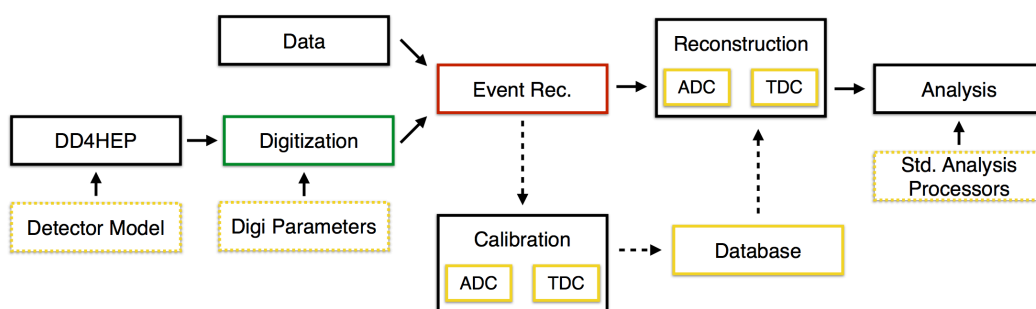 Data
Reconstruction
ADC
TDC
Event Rec.
Analysis
DD4HEP
Digitization
Std. Analysis
Processors
Detector Model
Digi Parameters
Calibration
ADC
TDC
Database